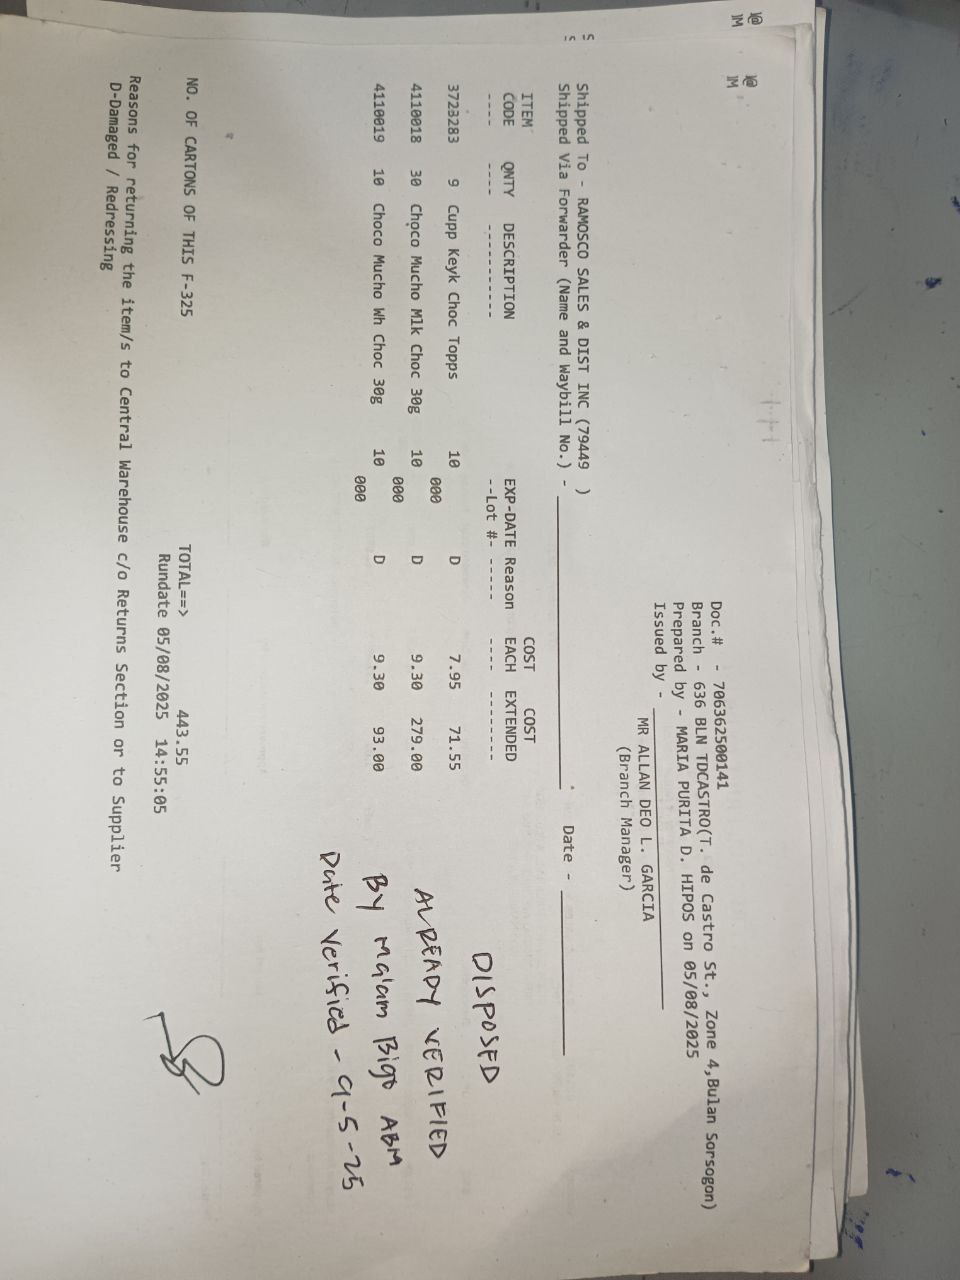 Doc.# - 706362500141
Branch - 636 BLN TDCASTRO(T. de Castro St., Zone 4,Bulan Sorsogon)
Prepared by - MARIA PURITA D. HIPOS on 05/08/2025
Issued by -
MR ALLAN DEO L. GARCIA
(Branch Manager)
Shipped To - RAMOSCO SALES & DIST INC (79449 )
Shipped Via Forwarder (Name and Waybill No.) - Date -
ITEM COST COST
CODE QNTY DESCRIPTION EXP-DATE Reason EACH EXTENDED
---- ---- ----------- --Lot #- ----- ---- --------
3723283 9 Cupp Keyk Choc Topps 10 D 7.95 71.55
000
4110018 30 Choco Mucho Mlk Choc 30g 10 D 9.30 279.00
000
4110019 10 Choco Mucho Wh Choc 30g 10 D 9.30 93.00
000
DISPOSED
ALREADY VERIFIED
By Ma'am Bigo ABM
Date Verified - 9-5-25
NO. OF CARTONS OF THIS F-325 TOTAL==> 443.55
Rundate 05/08/2025 14:55:05
Reasons for returning the item/s to Central Warehouse c/o Returns Section or to Supplier
D-Damaged / Redressing